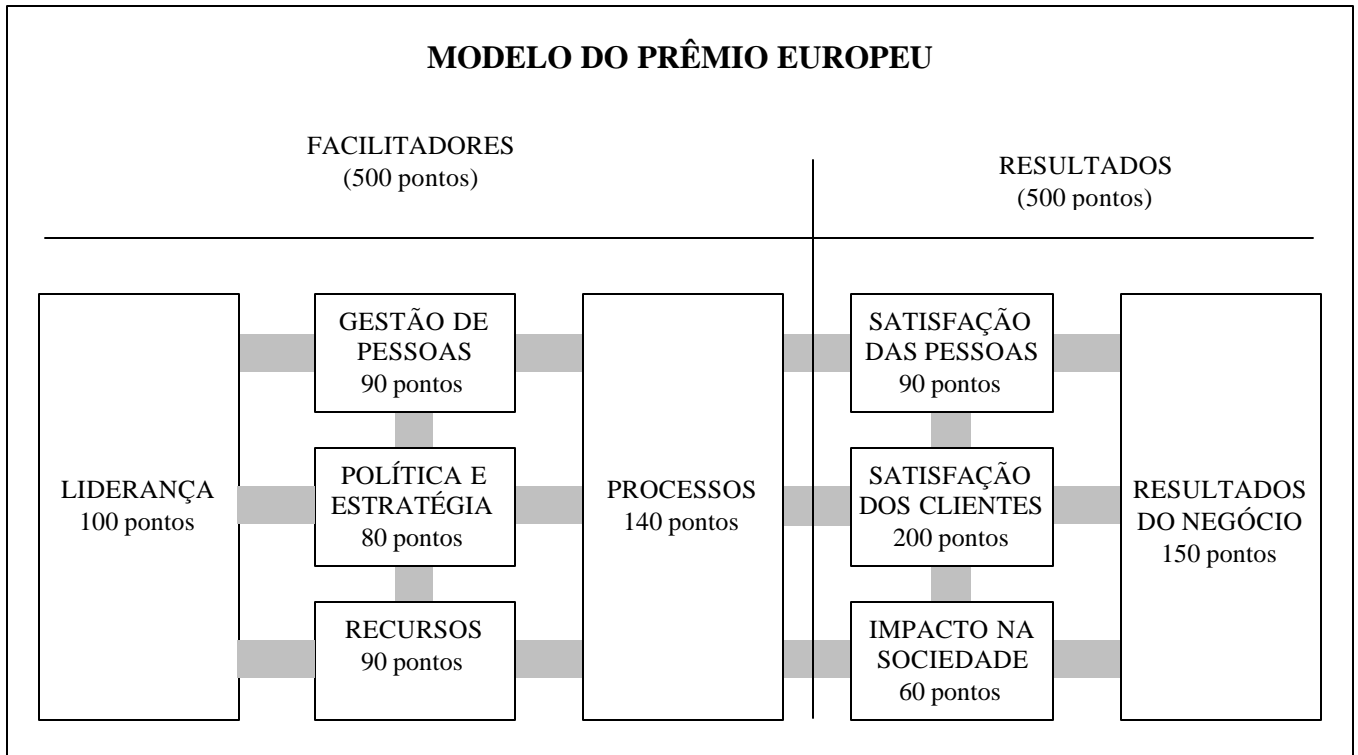 MODELO DO PRÊMIO EUROPEU
FACILITADORES
(500 pontos)
RESULTADOS
(500 pontos)
LIDERANÇA
100 pontos
GESTÃO DE
PESSOAS
90 pontos
POLÍTICA E
ESTRATÉGIA
80 pontos
RECURSOS
90 pontos
PROCESSOS
140 pontos
SATISFAÇÃO
DAS PESSOAS
90 pontos
SATISFAÇÃO
DOS CLIENTES
200 pontos
IMPACTO NA
SOCIEDADE
60 pontos
RESULTADOS
DO NEGÓCIO
150 pontos